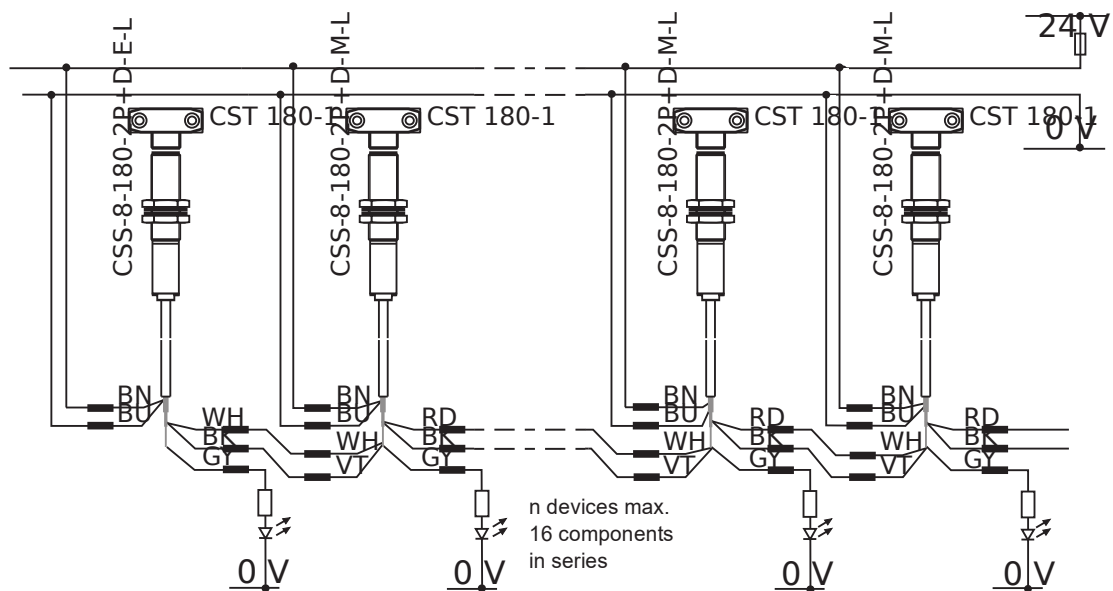 24 V
0 V
CSS-8-180-2P+D-E-L
CST 180-1
CSS-8-180-2P+D-M-L
CST 180-1
CSS-8-180-2P+D-M-L
CST 180-1
CSS-8-180-2P+D-M-L
CST 180-1
BN
BU
WH
BK
GY
BN
BU
WH
VT
RD
BK
GY
BN
BU
WH
VT
RD
BK
GY
BN
BU
WH
VT
RD
BK
GY
n devices max.
16 components
in series
0 V
0 V
0 V
0 V